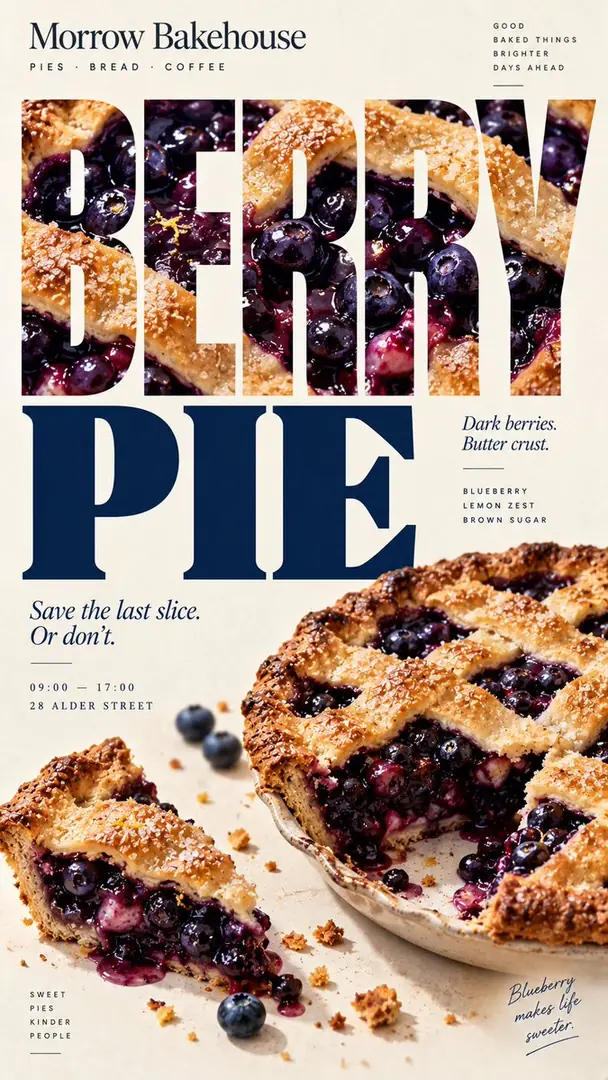 Morrow Bakehouse
PIES · BREAD · COFFEE
GOOD
BAKED THINGS
BRIGHTER
DAYS AHEAD
BERRY
PIE
Dark berries.
Butter crust.
BLUEBERRY
LEMON ZEST
BROWN SUGAR
Save the last slice.
Or don’t.
09:00 — 17:00
28 ALDER STREET
SWEET
PIES
KINDER
PEOPLE
Blueberry
makes life
sweeter.